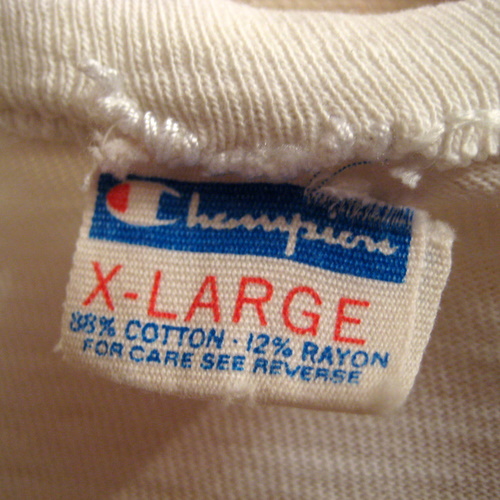 Champion
X-LARGE
88% COTTON · 12% RAYON
FOR CARE SEE REVERSE